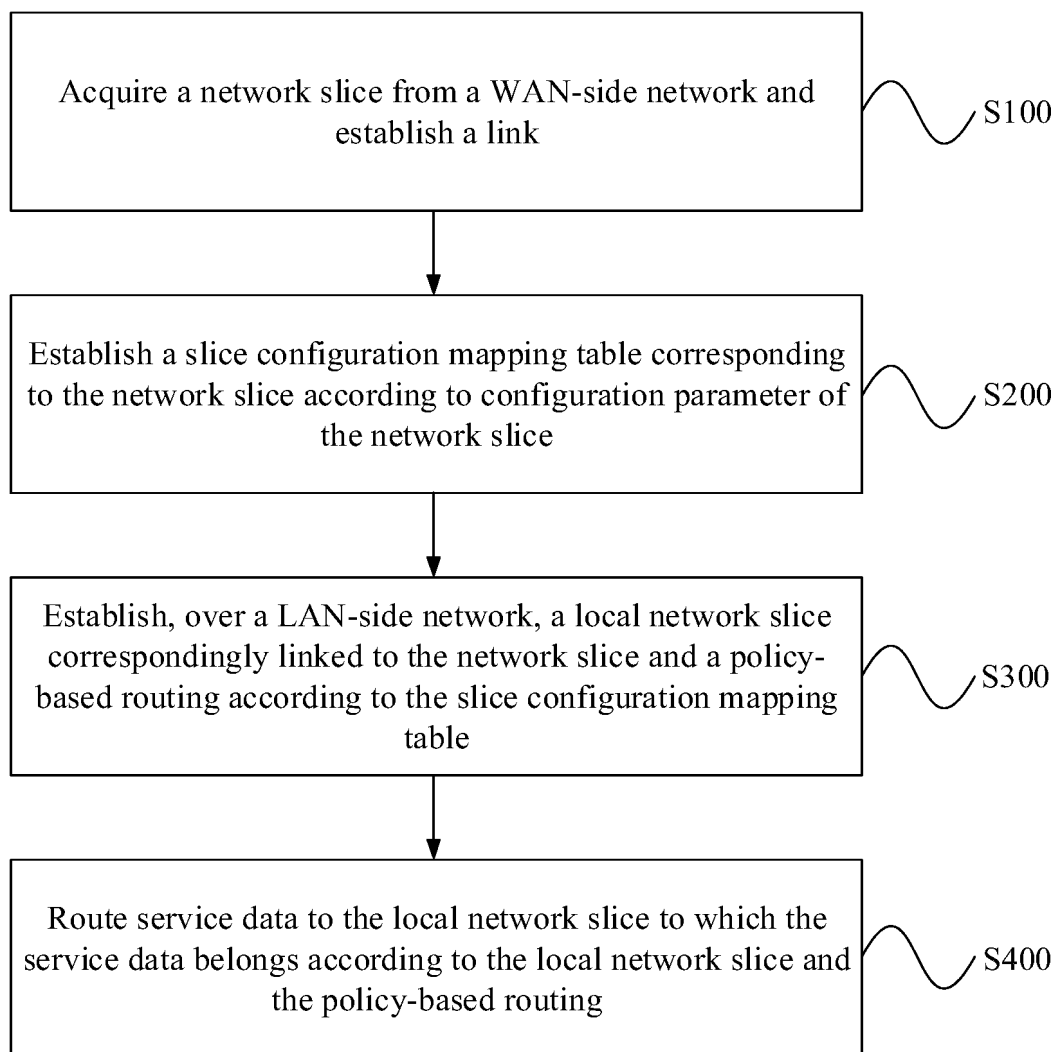 Acquire a network slice from a WAN-side network and
establish a link
S100
Establish a slice configuration mapping table corresponding
to the network slice according to configuration parameter of
the network slice
S200
Establish, over a LAN-side network, a local network slice
correspondingly linked to the network slice and a policy-
based routing according to the slice configuration mapping
table
S300
Route service data to the local network slice to which the
service data belongs according to the local network slice and
the policy-based routing
S400